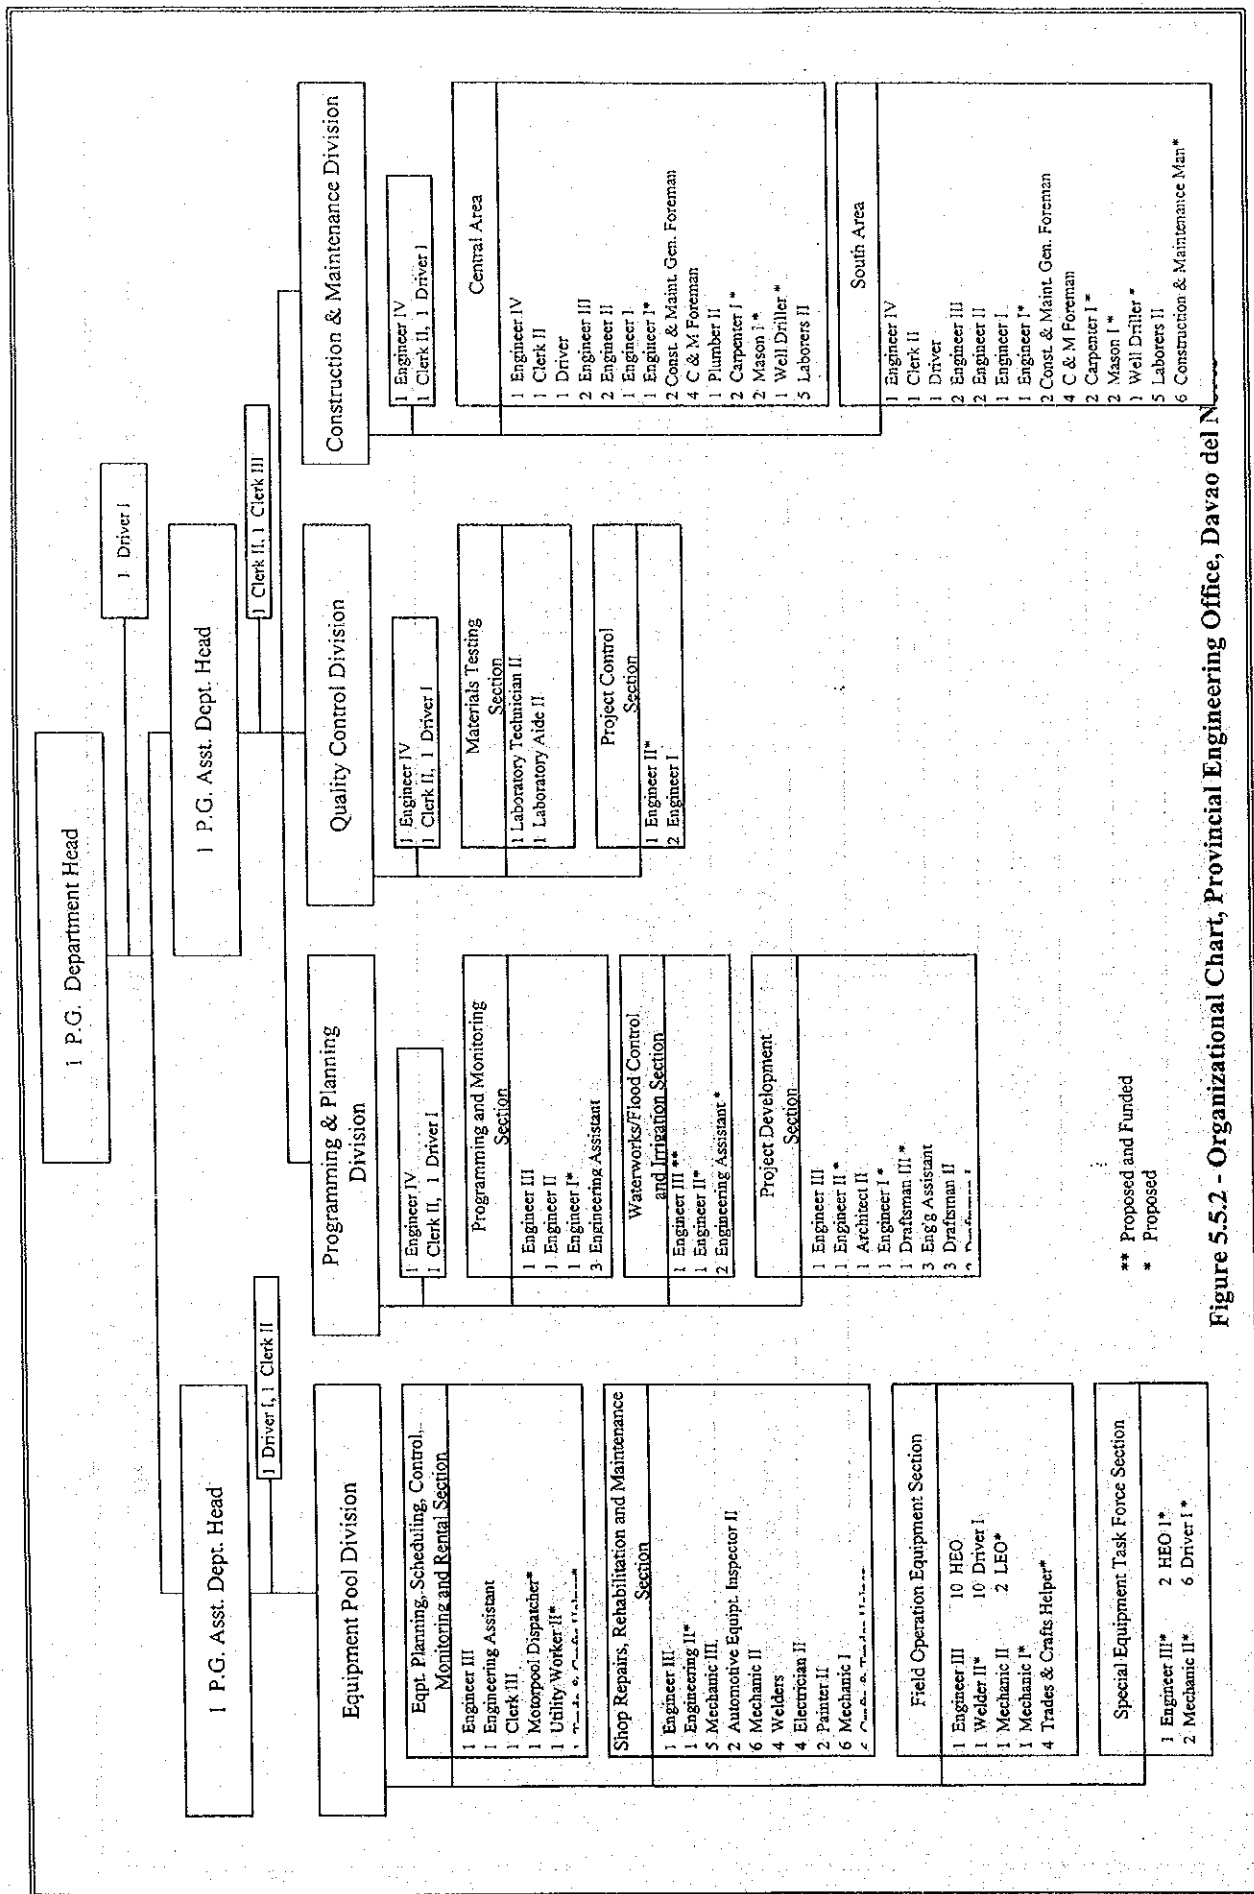 1 P.G. Department Head
1 Driver I
1 P.G. Asst. Dept. Head
1 Driver I, 1 Clerk II
1 P.G. Asst. Dept. Head
1 Clerk II, 1 Clerk III
Equipment Pool Division
Eqpt. Planning, Scheduling, Control,
Monitoring and Rental Section
1 Engineer III
1 Engineering Assistant
1 Clerk III
1 Motorpool Dispatcher*
1 Utility Worker II*
Shop Repairs, Rehabilitation and Maintenance
Section
1 Engineer III
1 Engineering II*
5 Mechanic III
2 Automotive Equipt. Inspector II
6 Mechanic II
4 Welders
4 Electrician II
2 Painter II
6 Mechanic I
Field Operation Equipment Section
1 Engineer III 10 HEO
1 Welder II* 10 Driver I
1 Mechanic II 2 LEO*
1 Mechanic I*
4 Trades & Crafts Helper*
Special Equipment Task Force Section
1 Engineer III* 2 HEO I*
2 Mechanic II* 6 Driver I*
Programming & Planning
Division
1 Engineer IV
1 Clerk II, 1 Driver I
Programming and Monitoring
Section
1 Engineer III
1 Engineer II
1 Engineer I*
3 Engineering Assistant
Waterworks/Flood Control
and Irrigation Section
1 Engineer III **
1 Engineer II*
2 Engineering Assistant *
Project Development
Section
1 Engineer III
1 Engineer II *
1 Architect II
1 Engineer I *
1 Draftsman III *
3 Eng'g Assistant
3 Draftsman II
Quality Control Division
1 Engineer IV
1 Clerk II, 1 Driver I
Materials Testing
Section
1 Laboratory Technician II
1 Laboratory Aide II
Project Control
Section
1 Engineer II*
2 Engineer I
Construction & Maintenance Division
1 Engineer IV
1 Clerk II, 1 Driver I
Central Area
1 Engineer IV
1 Clerk II
1 Driver
2 Engineer III
2 Engineer II
1 Engineer I
1 Engineer I*
2 Const. & Maint. Gen. Foreman
4 C & M Foreman
1 Plumber II
2 Carpenter I *
2 Mason I *
1 Well Driller *
5 Laborers II
South Area
1 Engineer IV
1 Clerk II
1 Driver
2 Engineer III
2 Engineer II
1 Engineer I
1 Engineer I*
2 Const. & Maint. Gen. Foreman
4 C & M Foreman
2 Carpenter I *
2 Mason I *
1 Well Driller *
5 Laborers II
6 Construction & Maintenance Man*
** Proposed and Funded
* Proposed
Figure 5.5.2 - Organizational Chart, Provincial Engineering Office, Davao del